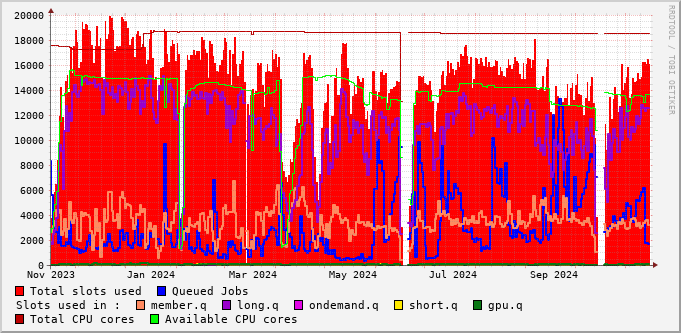 20000
18000
16000
14000
12000
10000
8000
6000
4000
2000
0
Nov 2023 Jan 2024 Mar 2024 May 2024 Jul 2024 Sep 2024
RRDTOOL / TOBI OETIKER
Total slots used Queued Jobs
Slots used in : member.q long.q ondemand.q short.q gpu.q
Total CPU cores Available CPU cores